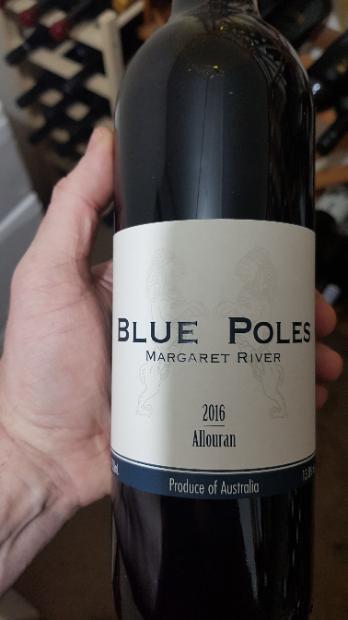 BLUE POLES
MARGARET RIVER
2016
Allouran
Produce of Australia